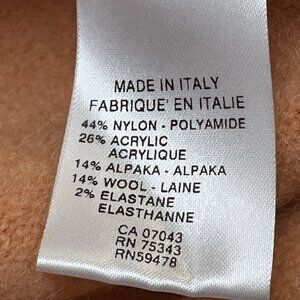 MADE IN ITALY
FABRIQUE' EN ITALIE
44% NYLON - POLYAMIDE
26% ACRYLIC
ACRYLIQUE
14% ALPAKA - ALPAKA
14% WOOL - LAINE
2% ELASTANE
ELASTHANNE
CA 07043
RN 75343
RN59478